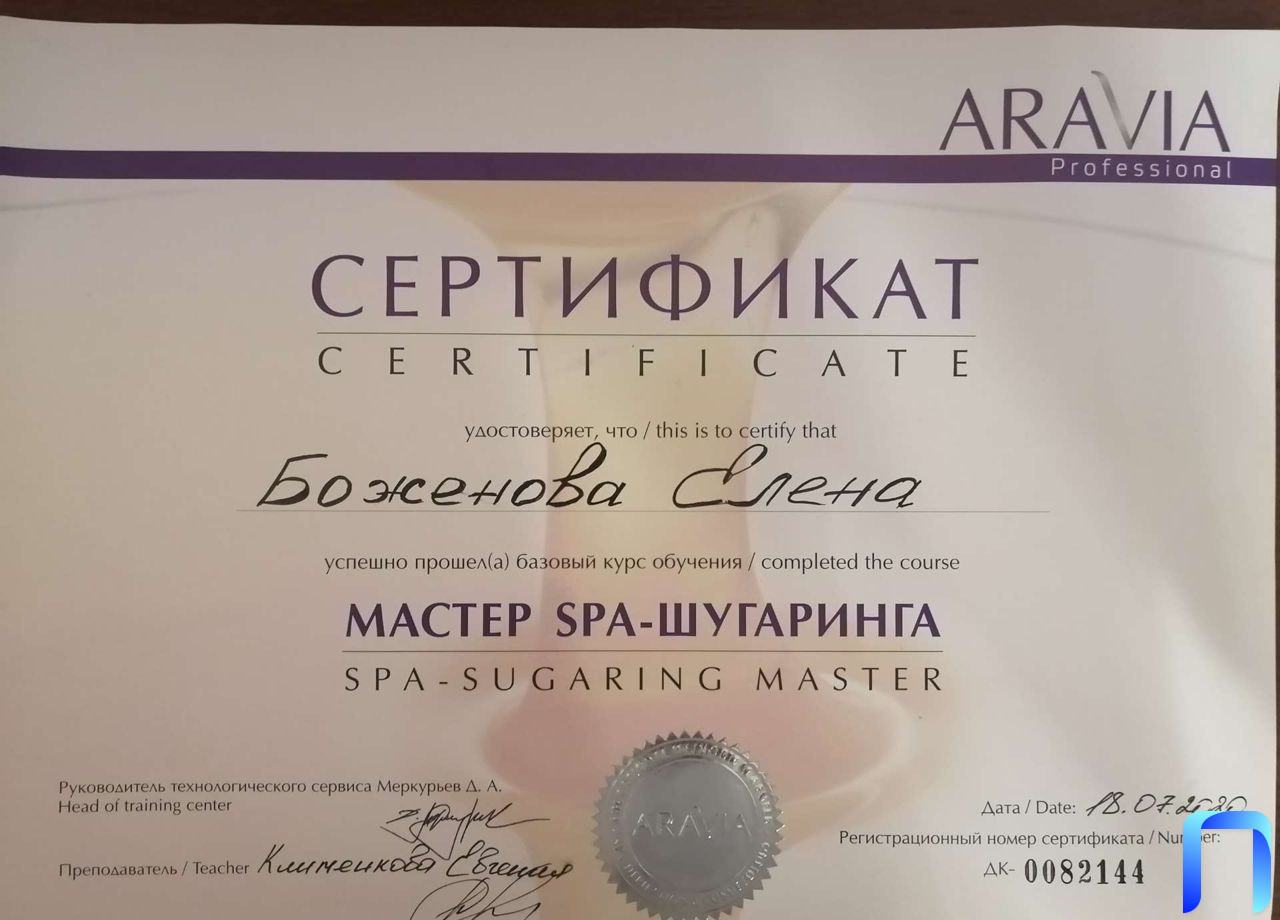 ARAVIA
Professional
СЕРТИФИКАТ
CERTIFICATE
удостоверяет, что / this is to certify that
Боженова Елена
успешно прошел(а) базовый курс обучения / completed the course
МАСТЕР SPA-ШУГАРИНГА
SPA-SUGARING MASTER
Руководитель технологического сервиса Меркурьев Д. А.
Head of training center
Преподаватель / Teacher Клименкова Евгения
ARAVIA
Дата / Date: 18.07.2020
Регистрационный номер сертификата / Number:
ДК- 0082144